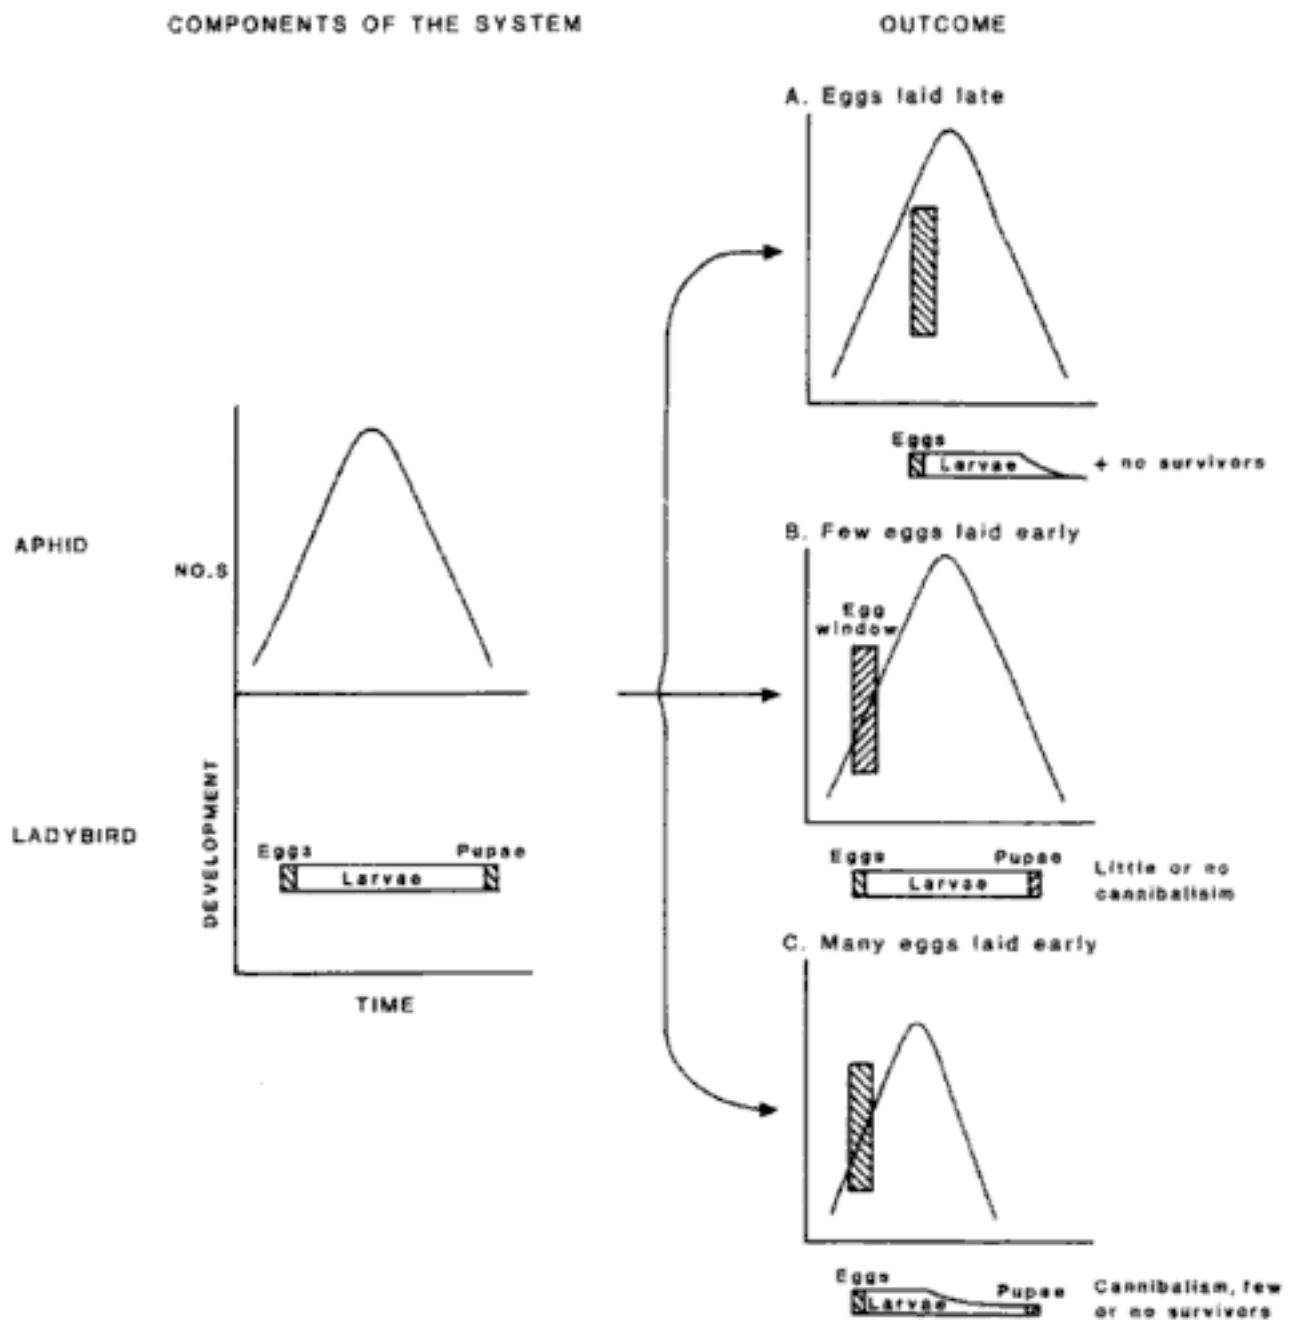 COMPONENTS OF THE SYSTEM
OUTCOME
A. Eggs laid late
Eggs
Larvae
+ no survivors
APHID
NO.S
B. Few eggs laid early
Egg
window
Eggs
Pupae
Larvae
Little or no
cannibalisim
LADYBIRD
DEVELOPMENT
Eggs
Pupae
Larvae
TIME
C. Many eggs laid early
Eggs
Pupae
Larvae
Cannibalism, few
or no survivors